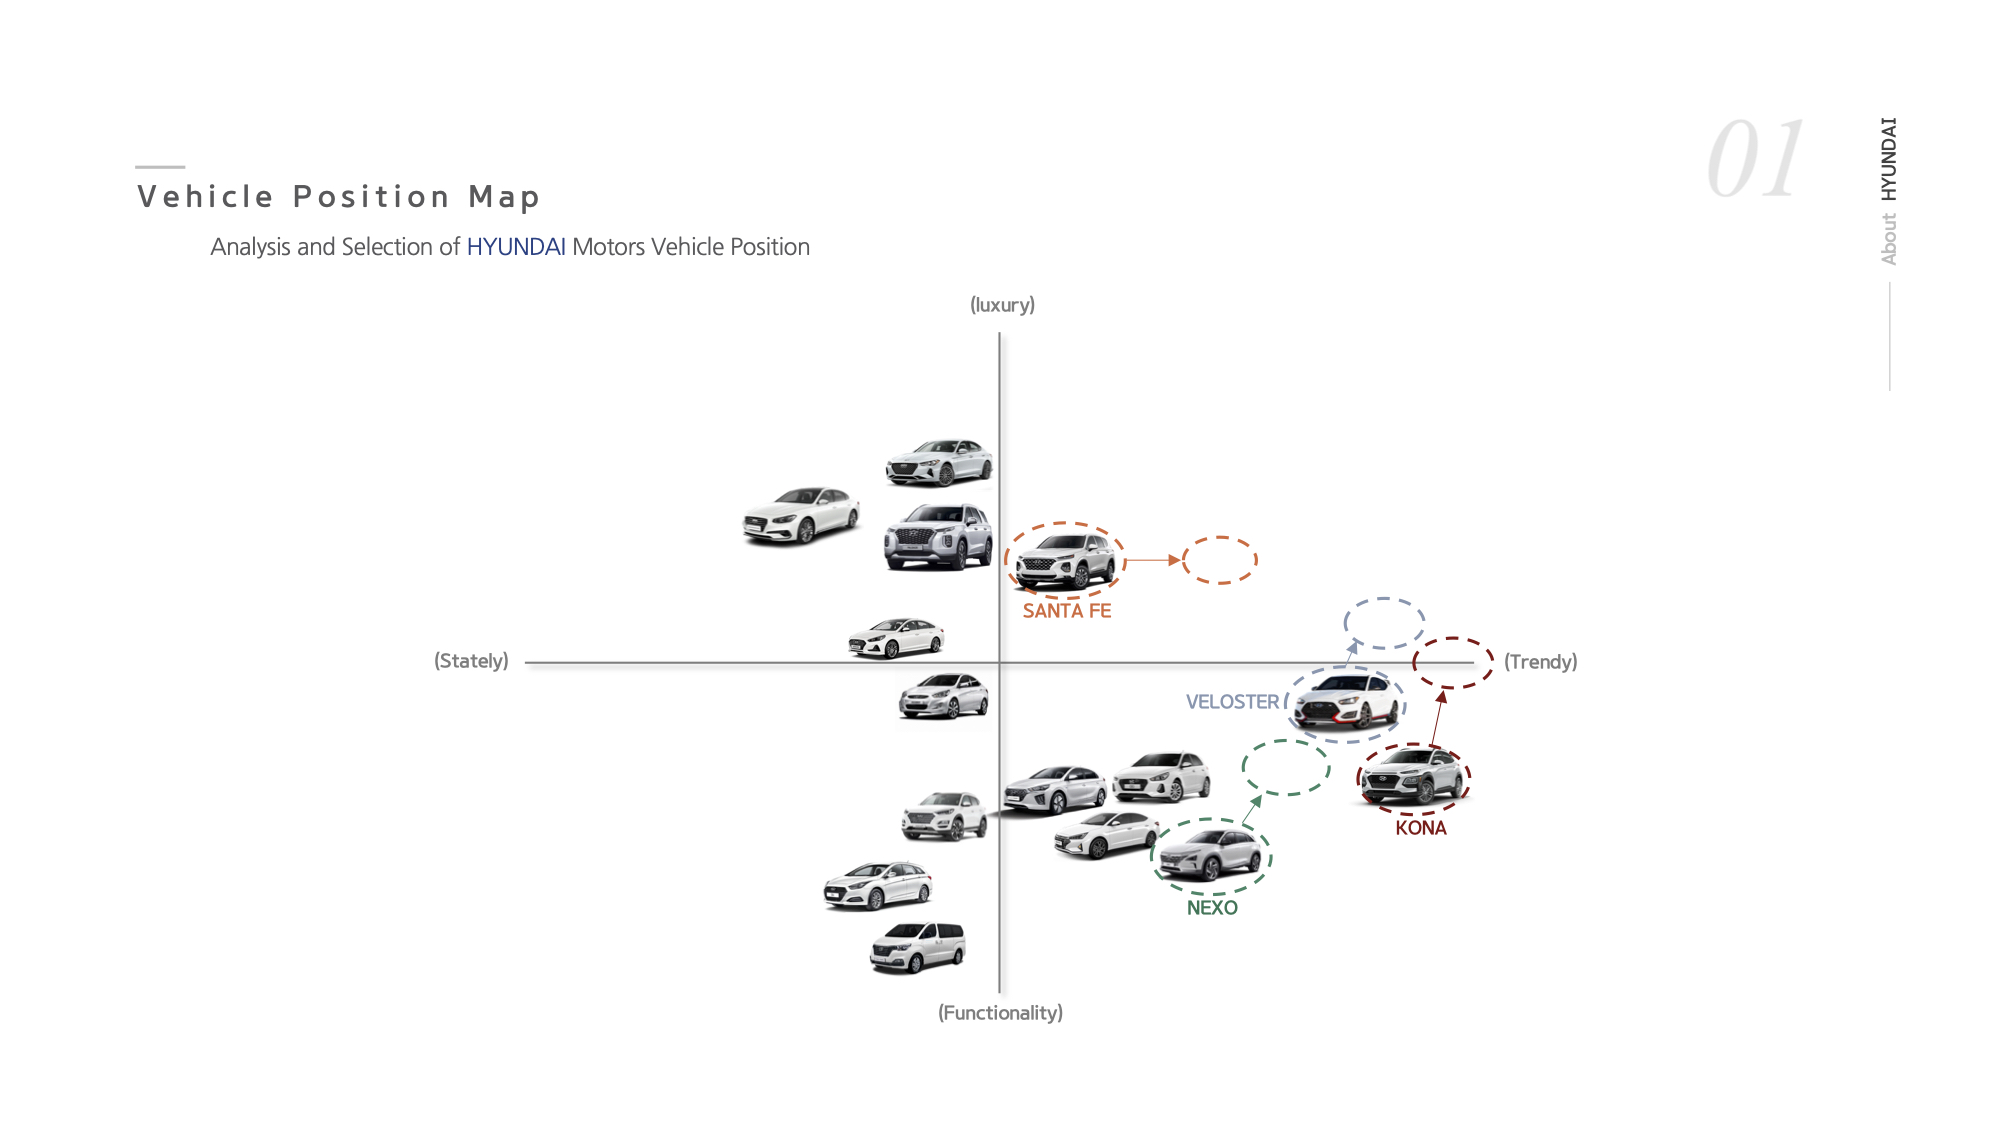 01
About HYUNDAI
Vehicle Position Map
Analysis and Selection of HYUNDAI Motors Vehicle Position
(luxury)
SANTA FE
(Stately)
(Trendy)
VELOSTER
KONA
NEXO
(Functionality)